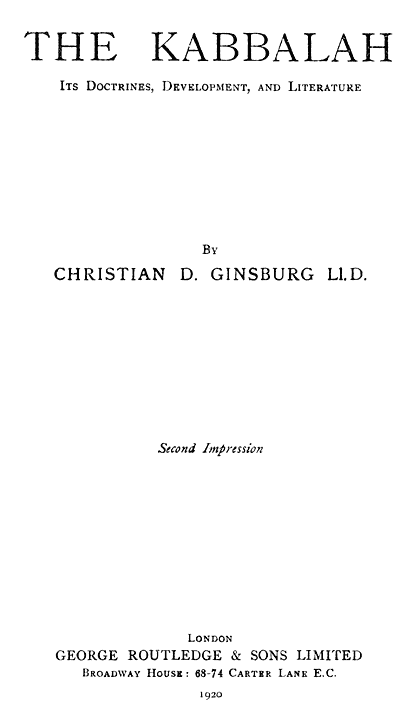 THE KABBALAH
ITS DOCTRINES, DEVELOPMENT, AND LITERATURE
BY
CHRISTIAN D. GINSBURG Ll.D.
Second Impression
LONDON
GEORGE ROUTLEDGE & SONS LIMITED
BROADWAY HOUSE: 68-74 CARTER LANE E.C.
1920